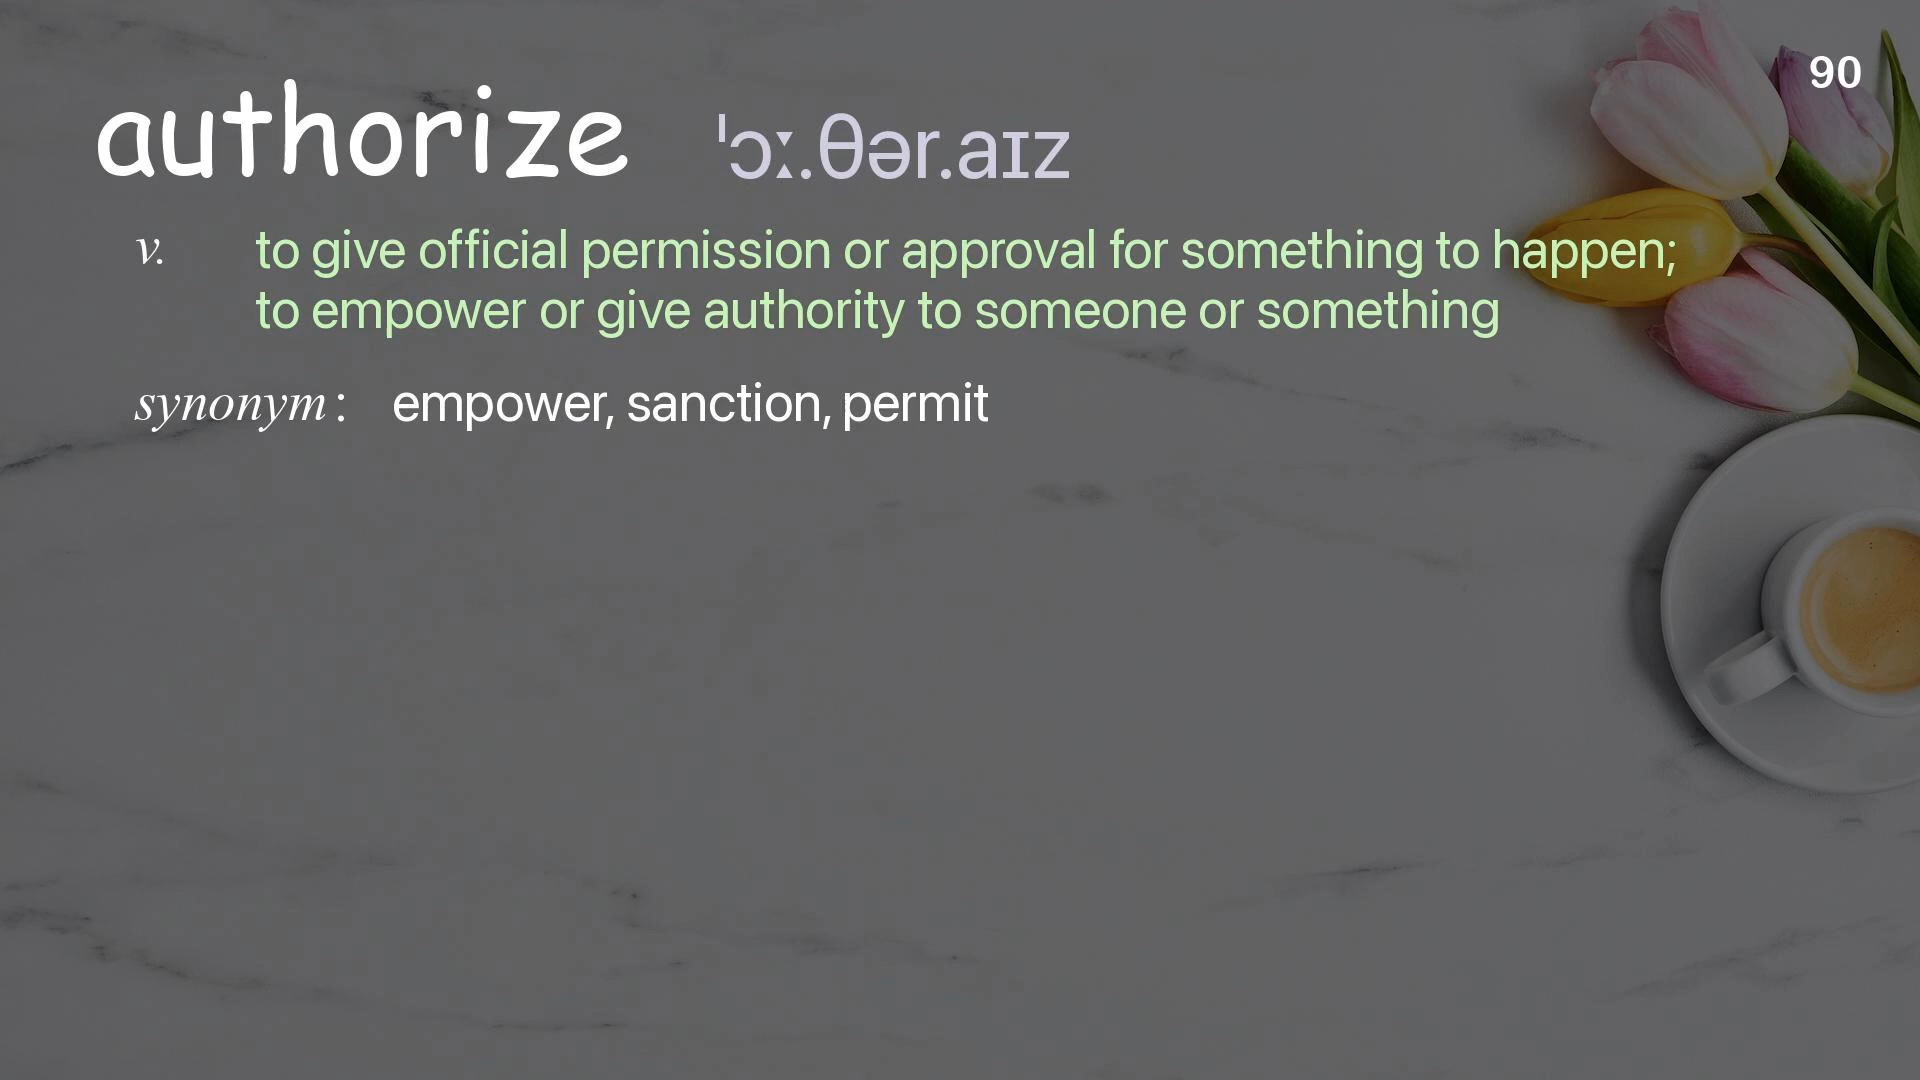 90
authorize ˈɔː.θər.aɪz
v. to give official permission or approval for something to happen;
to empower or give authority to someone or something
synonym: empower, sanction, permit